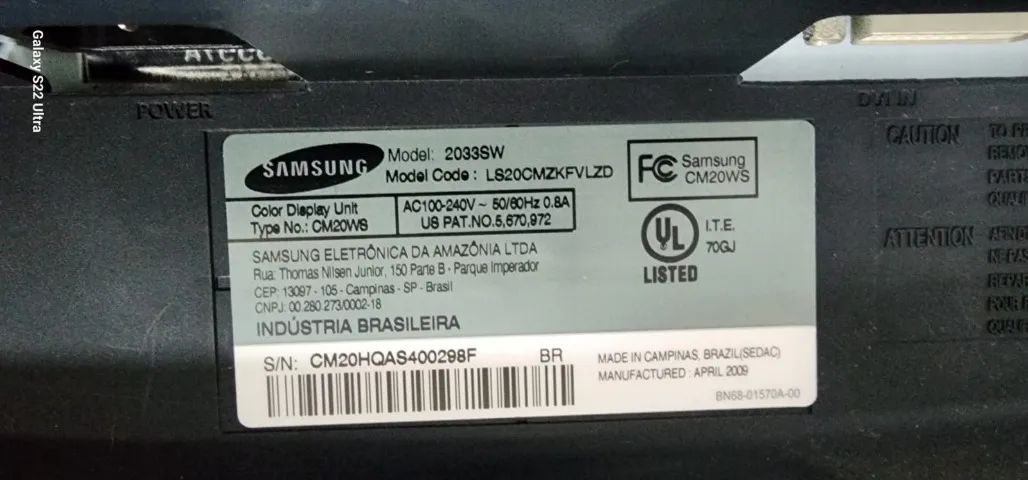 Galaxy S22 Ultra
POWER
DVI IN
SAMSUNG
Model: 2033SW
Model Code : LS20CMZKFVLZD
FC Samsung
CM20WS
Color Display Unit
Type No.: CM20WS
AC100-240V ~ 50/60Hz 0.8A
US PAT.NO.5,670,972
UL
LISTED
I.T.E.
70GJ
SAMSUNG ELETRÔNICA DA AMAZÔNIA LTDA
Rua: Thomas Nilsen Junior, 150 Parte B - Parque Imperador
CEP: 13097 - 105 - Campinas - SP - Brasil
CNPJ: 00.280.273/0002-18
INDÚSTRIA BRASILEIRA
S/N: CM20HQAS400298F BR
MADE IN CAMPINAS, BRAZIL(SEDAC)
MANUFACTURED : APRIL 2009
BN68-01570A-00
CAUTION
TO
ATTENTION